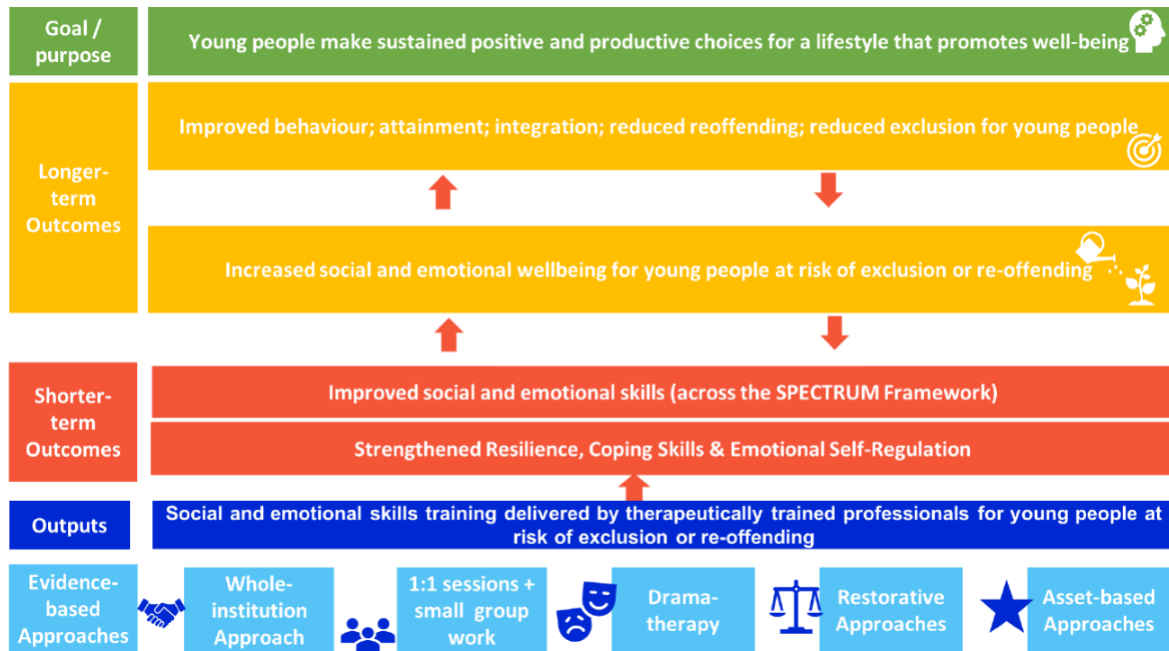 Goal /
purpose
Young people make sustained positive and productive choices for a lifestyle that promotes well-being
Longer-
term
Outcomes
Improved behaviour; attainment; integration; reduced reoffending; reduced exclusion for young people
Increased social and emotional wellbeing for young people at risk of exclusion or re-offending
Shorter-
term
Outcomes
Improved social and emotional skills (across the SPECTRUM Framework)
Strengthened Resilience, Coping Skills & Emotional Self-Regulation
Outputs
Social and emotional skills training delivered by therapeutically trained professionals for young people at
risk of exclusion or re-offending
Evidence-
based
Approaches
Whole-
institution
Approach
1:1 sessions +
small group
work
Drama-
therapy
Restorative
Approaches
Asset-based
Approaches